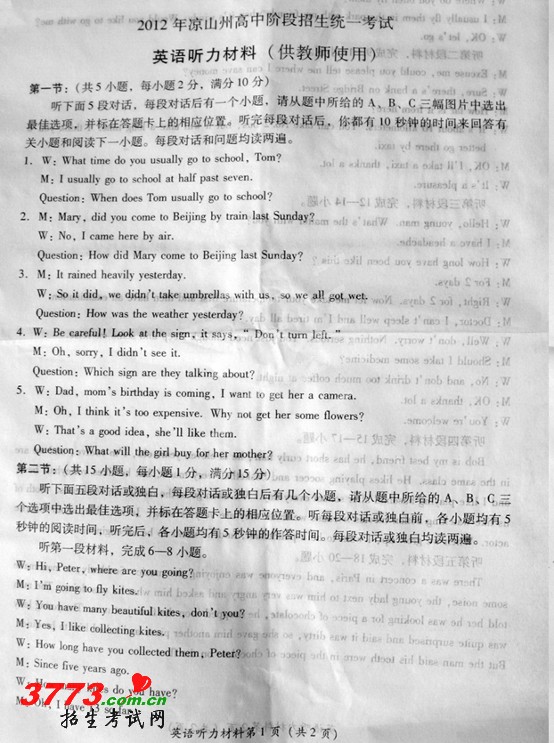 2012年凉山州高中阶段招生统一考试
英语听力材料（供教师使用）
第一节：（共5小题，每小题2分，满分10分）
听下面5段对话，每段对话后有一个小题，请从题中所给的A、B、C三幅图片中选出
最佳选项，并标在答题卡上的相应位置。听完每段对话后，你都有10秒钟的时间来回答有
关小题和阅读下一小题。每段对话和问题均读两遍。
1. W: What time do you usually go to school, Tom?
M: I usually go to school at half past seven.
Question: When does Tom usually go to school?
2. M: Mary, did you come to Beijing by train last Sunday?
W: No, I came here by air.
Question: How did Mary come to Beijing last Sunday?
3. M: It rained heavily yesterday.
W: So it did, we didn't take umbrellas with us, so we all got wet.
Question: How was the weather yesterday?
4. W: Be careful! Look at the sign, it says, " Don't turn left. "
M: Oh, sorry, I didn't see it.
Question: Which sign are they talking about?
5. W: Dad, mom's birthday is coming, I want to get her a camera.
M: Oh, I think it's too expensive. Why not get her some flowers?
W: That's a good idea, she'll like them.
Question: What will the girl buy for her mother?
第二节：（共15小题，每小题1分，满分15分）
听下面五段对话或独白，每段对话或独白后有几个小题，请从题中所给的A、B、C三
个选项中选出最佳选项，并标在答题卡上的相应位置。听每段对话或独白前，各小题均有5
秒钟的阅读时间，听完后，各小题均有5秒钟的作答时间。每段对话或独白均读两遍。
听第一段材料，完成6—8小题。
W: Hi, Peter, where are you going?
M: I'm going to fly kites.
W: You have many beautiful kites, don't you?
M: Yes, I like collecting kites.
W: How long have you collected them, Peter?
M: Since five years ago.
W: do you have?
M: Oh, I have 13 so far.
3773.cn
招生考试网
英语听力材料第1页（共2页）